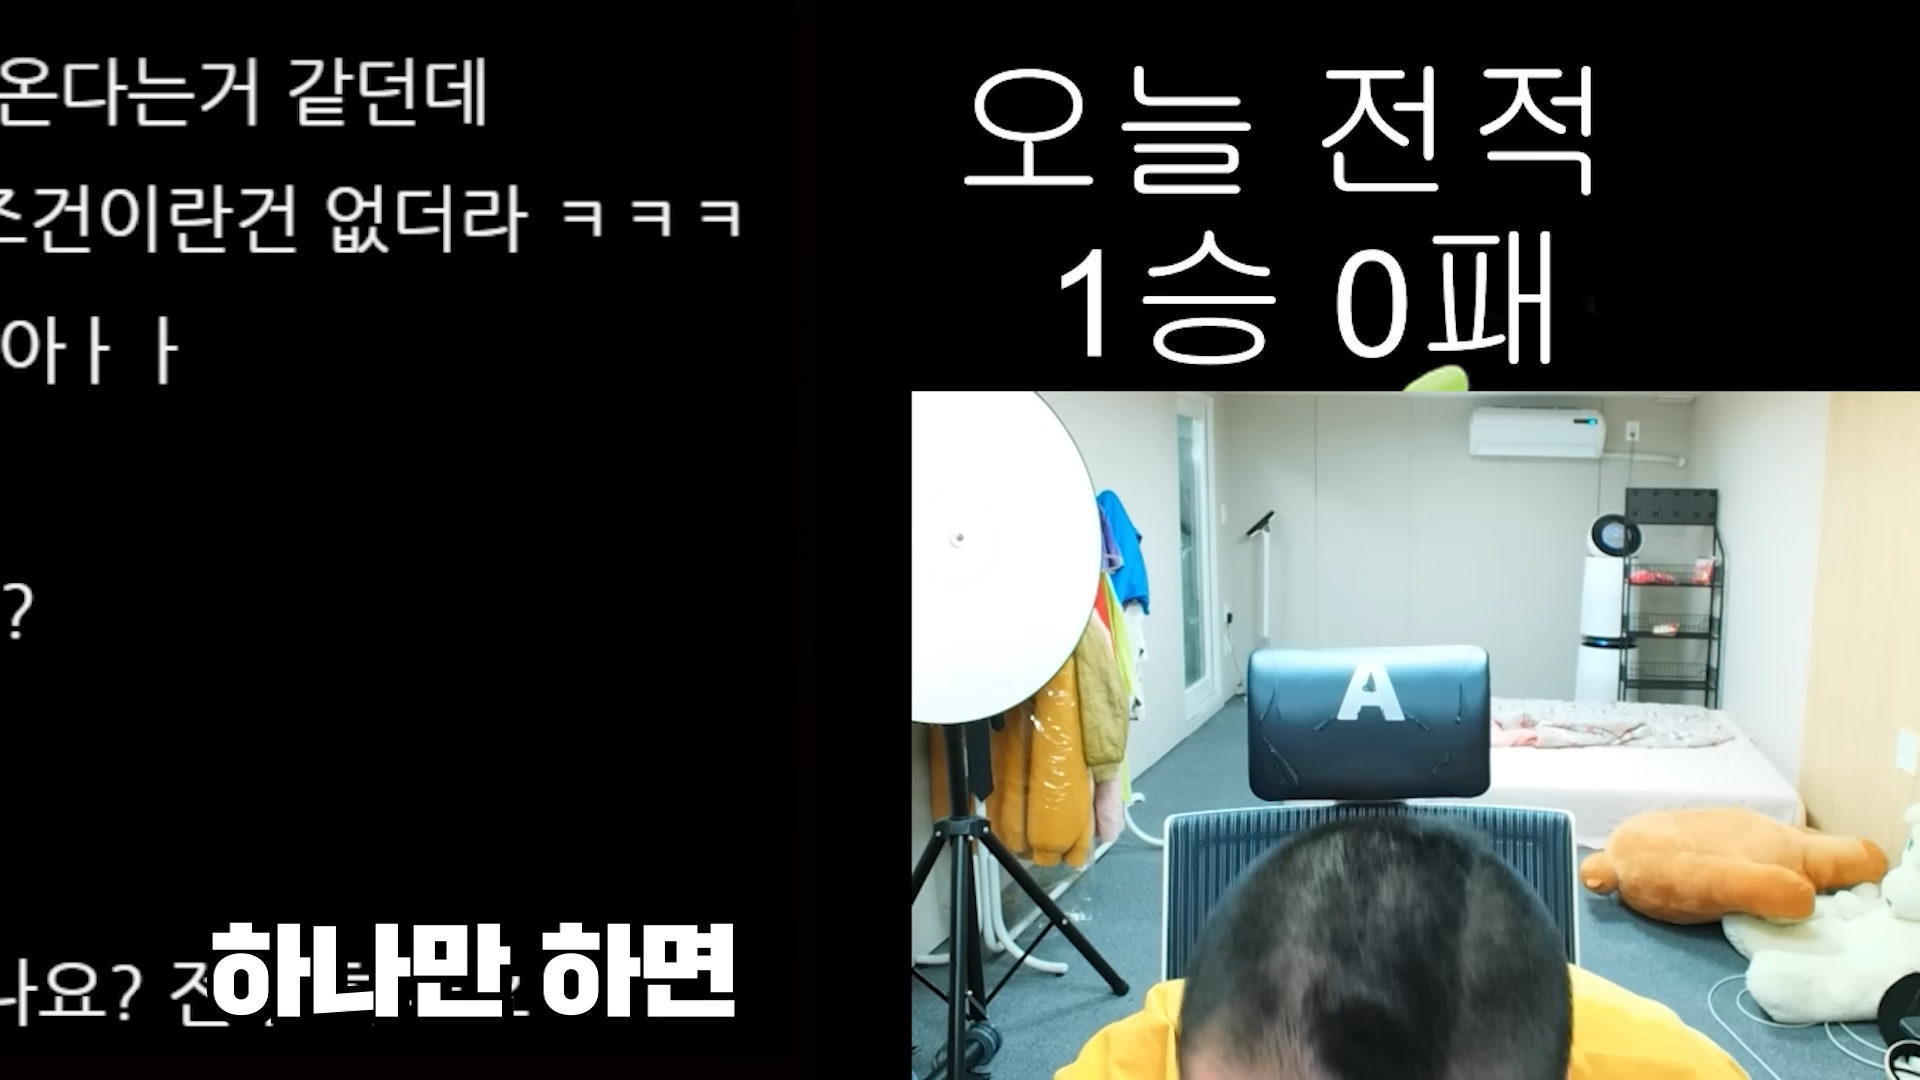 온다는거 같던데
조건이란건 없더라 ㅋㅋㅋ
아ㅏㅏ
?
나요?
하나만 하면
오늘 전적
1승 0패
A